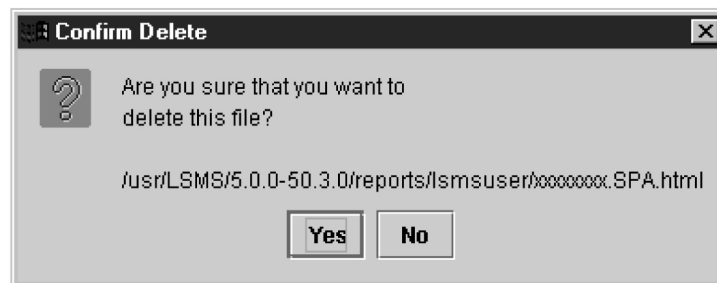 Confirm Delete
Are you sure that you want to
delete this file?
/usr/LSMS/5.0.0-50.3.0/reports/lsmsuser/xxxxxxxx.SPA.html
Yes
No